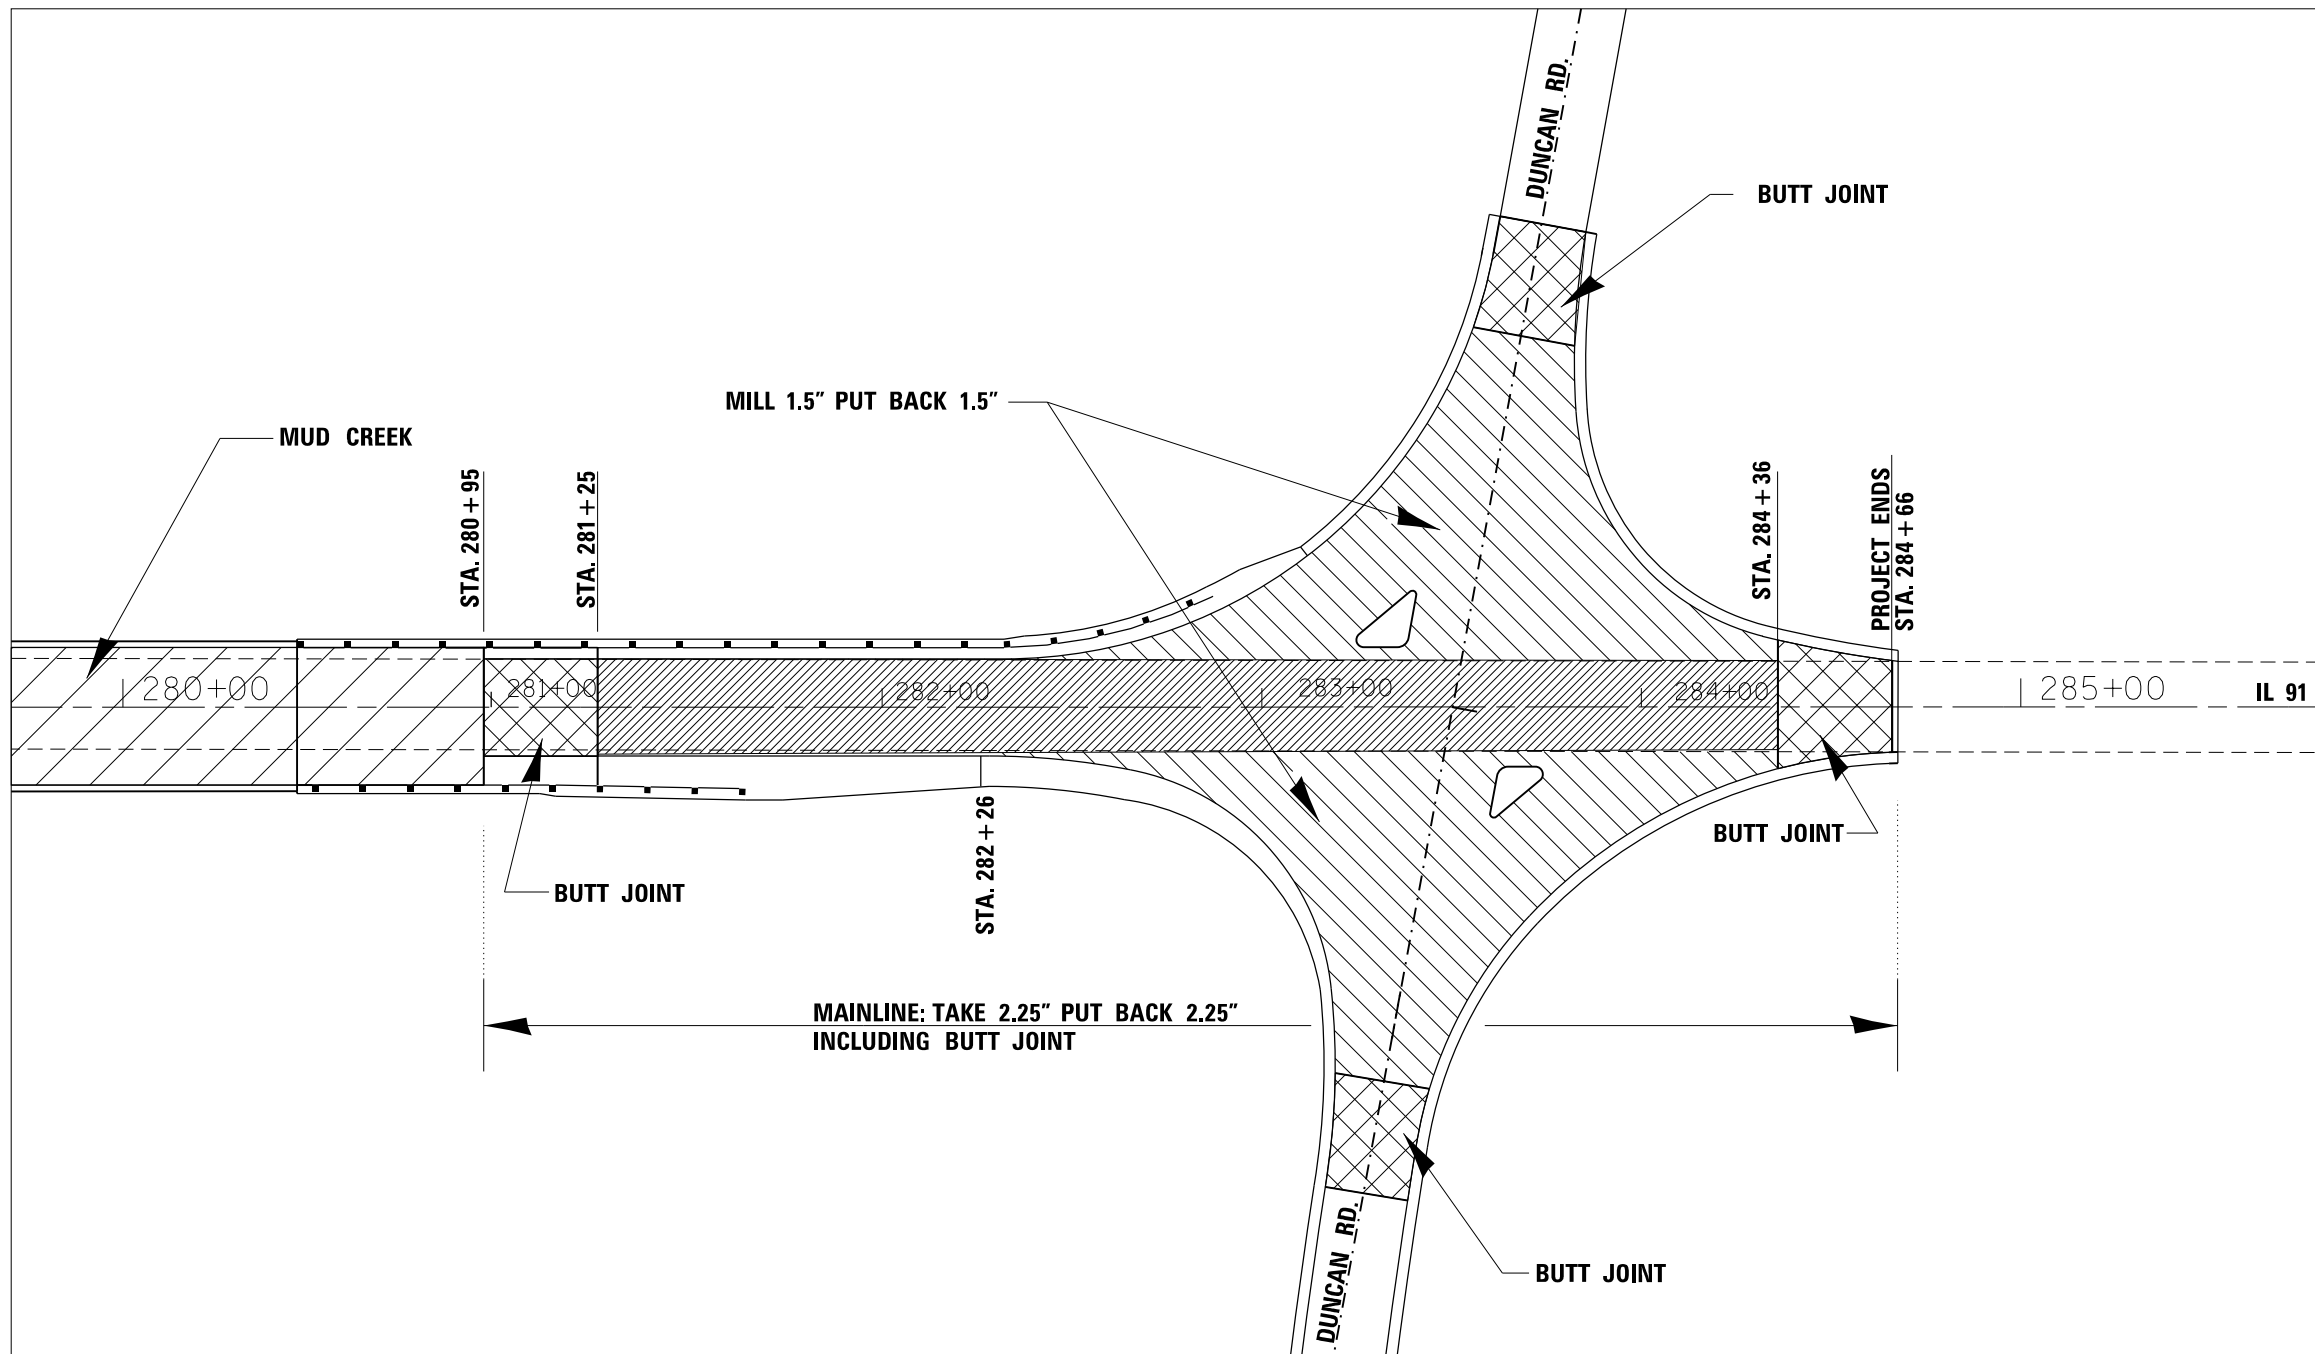 DUNCAN RD.
BUTT JOINT
MILL 1.5" PUT BACK 1.5"
MUD CREEK
STA. 280+95
STA. 281+25
STA. 284+36
PROJECT ENDS
STA. 284+66
280+00
281+00
282+00
283+00
284+00
285+00
IL 91
STA. 282+26
BUTT JOINT
BUTT JOINT
MAINLINE: TAKE 2.25" PUT BACK 2.25"
INCLUDING BUTT JOINT
DUNCAN RD.
BUTT JOINT